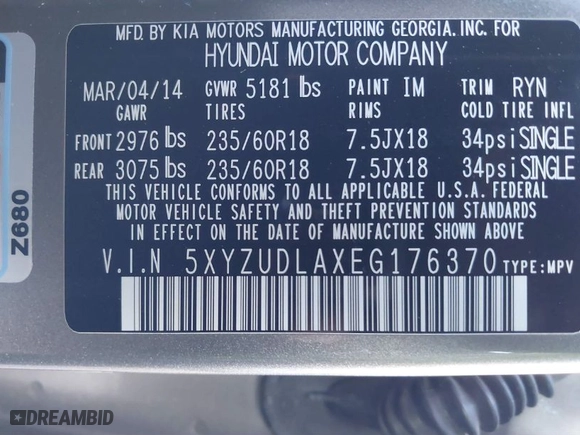 MFD. BY KIA MOTORS MANUFACTURING GEORGIA. INC. FOR
HYUNDAI MOTOR COMPANY
MAR/04/14 GVWR 5181 lbs PAINT IM TRIM RYN
GAWR TIRES RIMS COLD TIRE INFL
FRONT 2976 lbs 235/60R18 7.5JX18 34psi SINGLE
REAR 3075 lbs 235/60R18 7.5JX18 34psi SINGLE
THIS VEHICLE CONFORMS TO ALL APPLICABLE U.S.A. FEDERAL
MOTOR VEHICLE SAFETY AND THEFT PREVENTION STANDARDS
IN EFFECT ON THE DATE OF MANUFACTURE SHOWN ABOVE
V.I.N 5XYZUDLAXEG176370 TYPE: MPV
Z680
DREAMBID